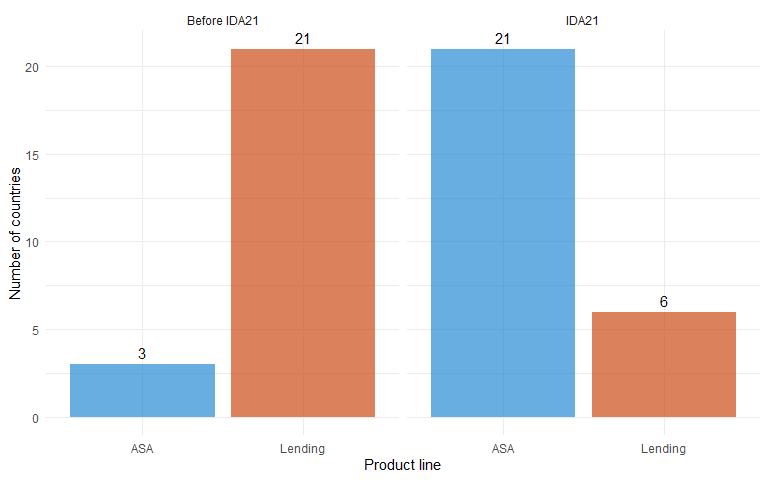 Before IDA21
IDA21
21
21
20
15
10
5
0
3
6
Number of countries
ASA
Lending
ASA
Lending
Product line